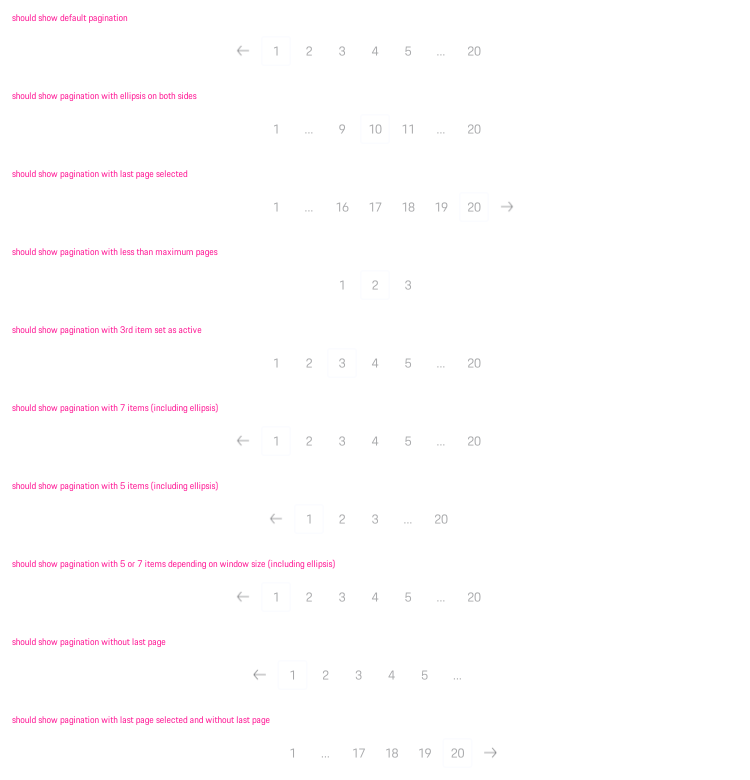 should show default pagination
← 1 2 3 4 5 ... 20
should show pagination with ellipsis on both sides
1 ... 9 10 11 ... 20
should show pagination with last page selected
1 ... 16 17 18 19 20 →
should show pagination with less than maximum pages
1 2 3
should show pagination with 3rd item set as active
1 2 3 4 5 ... 20
should show pagination with 7 items (including ellipsis)
← 1 2 3 4 5 ... 20
should show pagination with 5 items (including ellipsis)
← 1 2 3 ... 20
should show pagination with 5 or 7 items depending on window size (including ellipsis)
← 1 2 3 4 5 ... 20
should show pagination without last page
← 1 2 3 4 5 ...
should show pagination with last page selected and without last page
1 ... 17 18 19 20 →